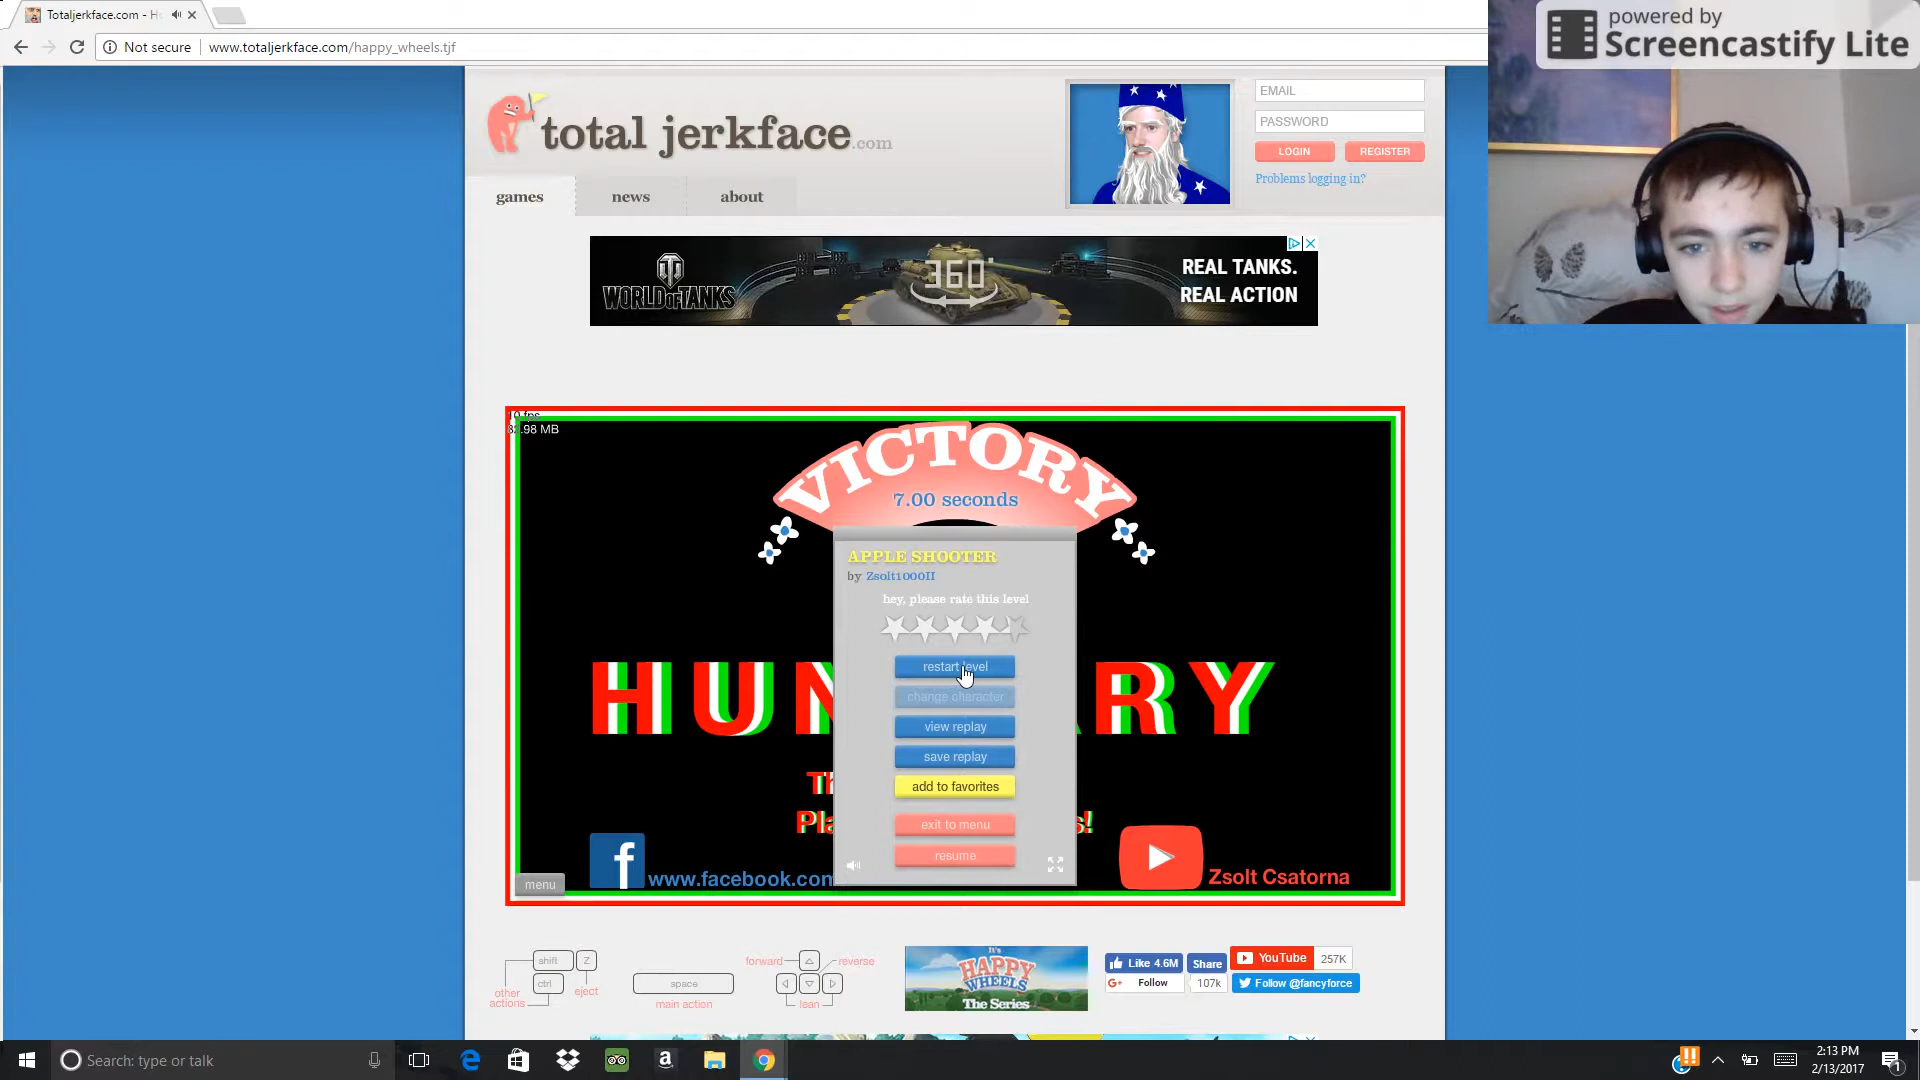 Totaljerkface.com - H
Not secure
www.totaljerkface.com/happy_wheels.tjf
powered by
Screencastify Lite
total jerkface.com
EMAIL
PASSWORD
LOGIN
REGISTER
Problems logging in?
games
news
about
WORLD OF TANKS
360°
REAL TANKS.
REAL ACTION
10 fps
82.98 MB
VICTORY
7.00 seconds
APPLE SHOOTER
by Zsolt1000II
hey, please rate this level
restart level
change character
view replay
save replay
add to favorites
exit to menu
resume
HUN RY
Th
Pla s!
f
www.facebook.com
Zsolt Csatorna
menu
shift
Z
ctrl
other
actions
eject
space
main action
forward
reverse
lean
It's
HAPPY
WHEELS
The Series
Like 4.6M
Share
YouTube
257K
G+ Follow
107k
Follow @fancyforce
Search: type or talk
2:13 PM
2/13/2017